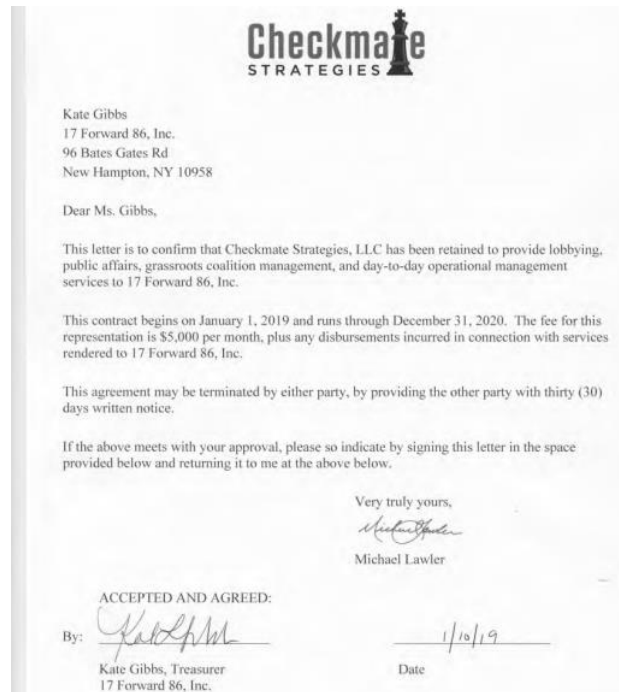 Checkmate
STRATEGIES
Kate Gibbs
17 Forward 86, Inc.
96 Bates Gates Rd
New Hampton, NY 10958
Dear Ms. Gibbs,
This letter is to confirm that Checkmate Strategies, LLC has been retained to provide lobbying,
public affairs, grassroots coalition management, and day-to-day operational management
services to 17 Forward 86, Inc.
This contract begins on January 1, 2019 and runs through December 31, 2020. The fee for this
representation is $5,000 per month, plus any disbursements incurred in connection with services
rendered to 17 Forward 86, Inc.
This agreement may be terminated by either party, by providing the other party with thirty (30)
days written notice.
If the above meets with your approval, please so indicate by signing this letter in the space
provided below and returning it to me at the above below.
Very truly yours,
Michael Lawler
ACCEPTED AND AGREED:
By: 1/10/19
Kate Gibbs, Treasurer Date
17 Forward 86, Inc.